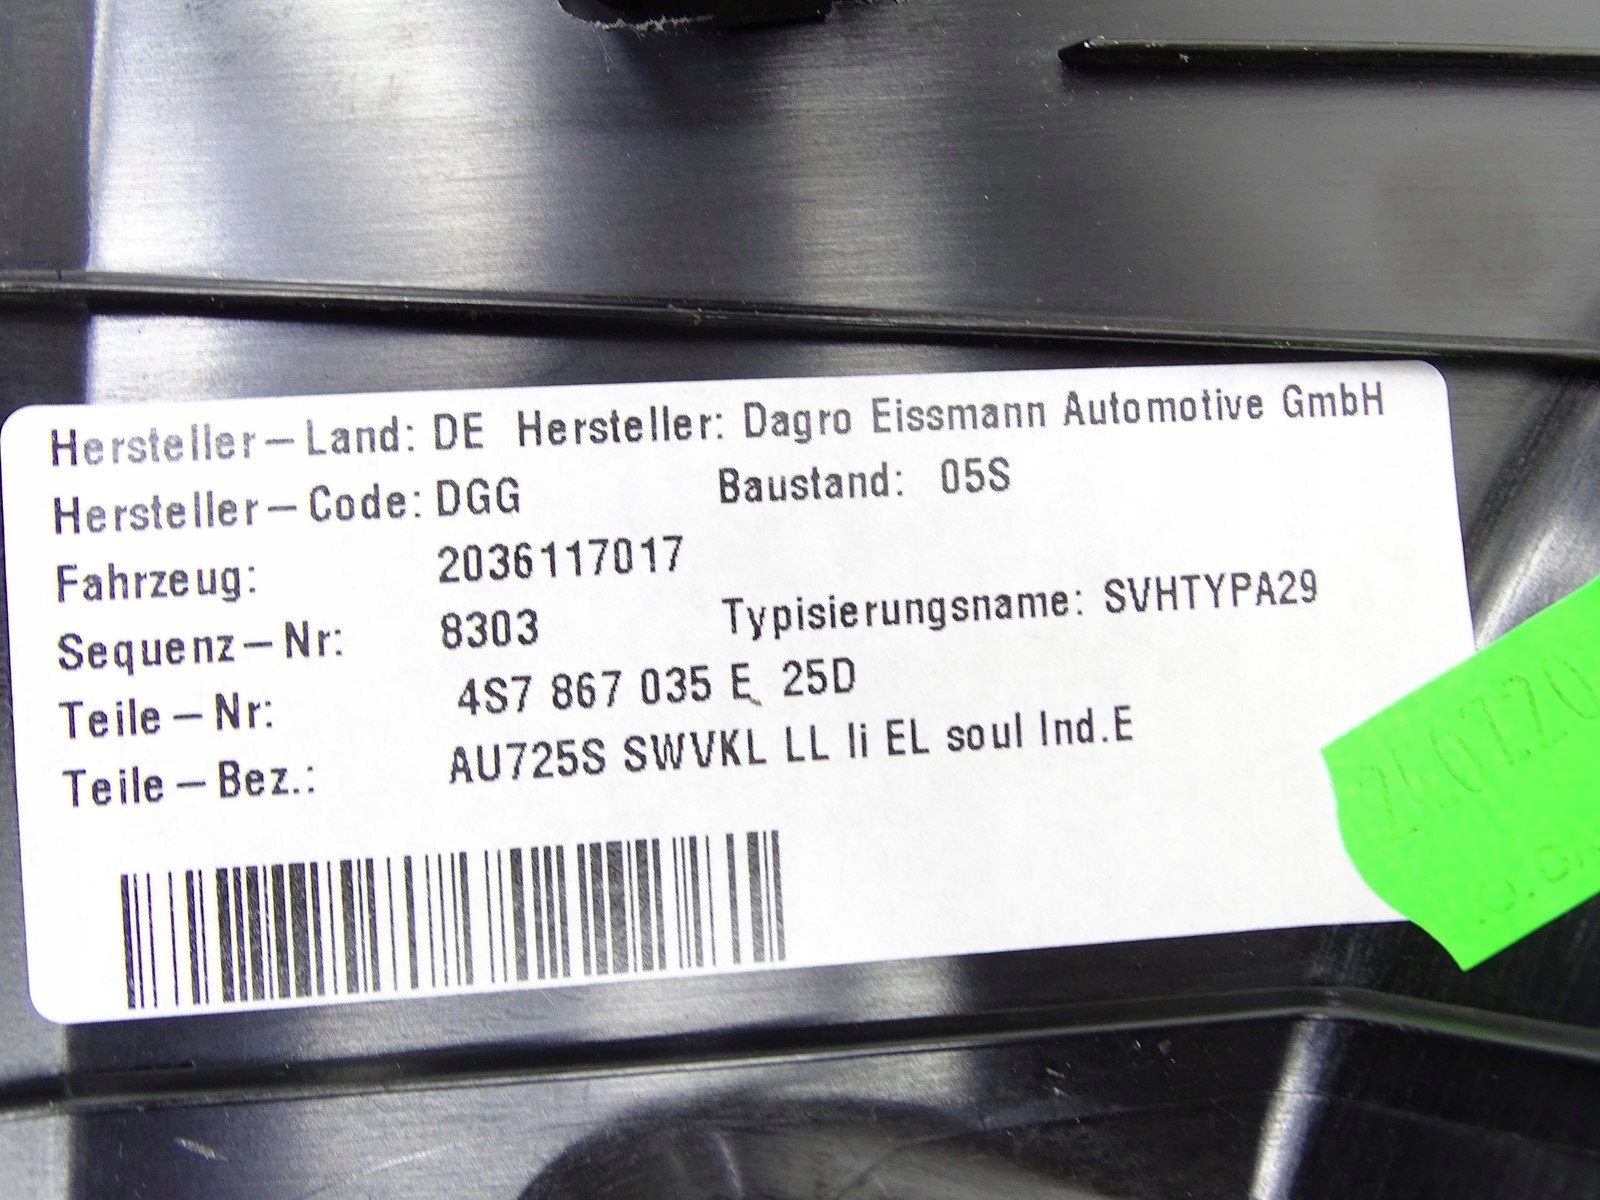 Hersteller-Land: DE Hersteller: Dagro Eissmann Automotive GmbH
Hersteller-Code: DGG Baustand: 05S
Fahrzeug: 2036117017
Sequenz-Nr: 8303 Typisierungsname: SVHTYPA29
Teile-Nr: 4S7 867 035 E 25D
Teile-Bez.: AU725S SWVKL LL li EL soul Ind.E